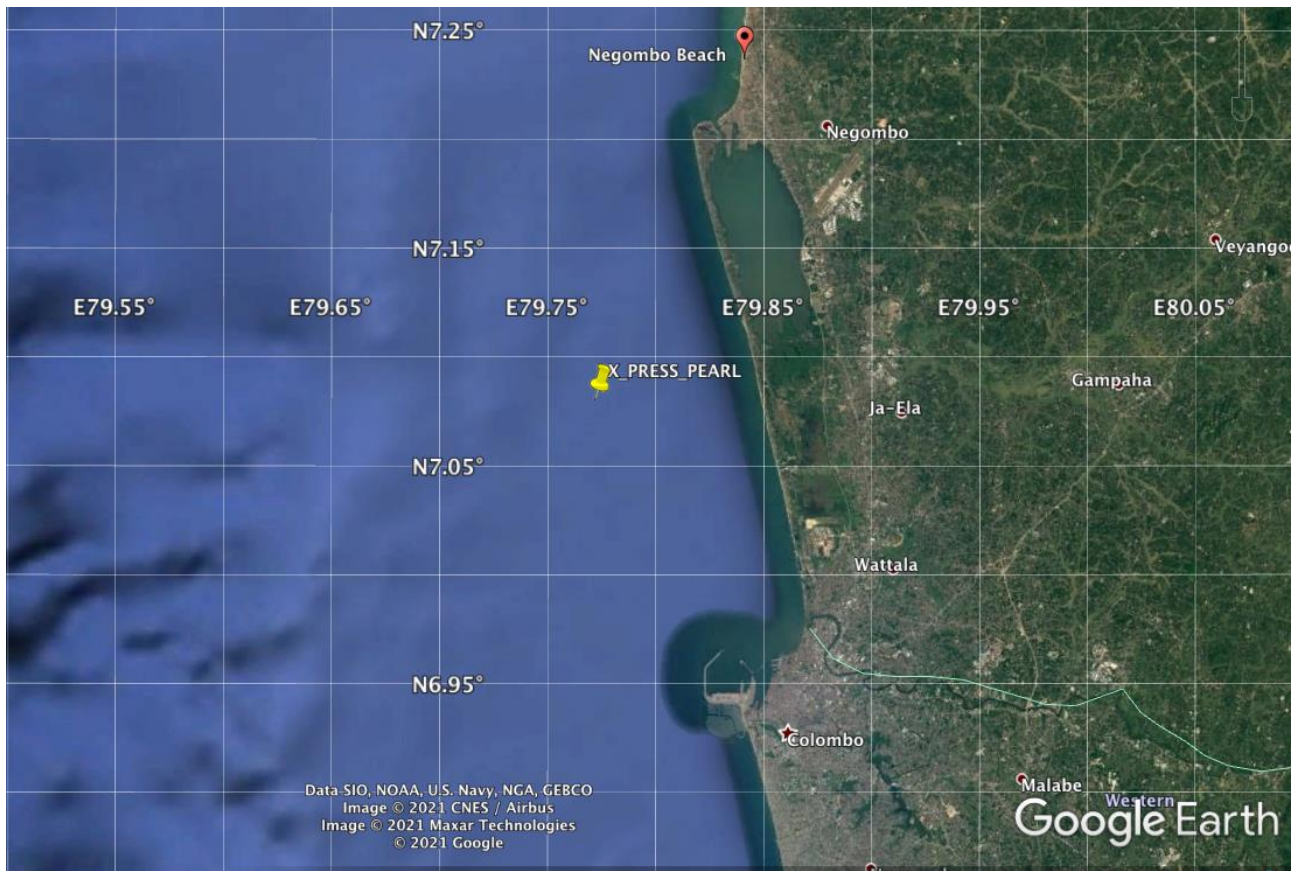 N7.25°
Negombo Beach
Negombo
N7.15°
E79.55°
E79.65°
E79.75°
E79.85°
E79.95°
E80.05°
X_PRESS_PEARL
Gampaha
Ja-Ela
N7.05°
Wattala
N6.95°
Colombo
Malabe
Western
Data SIO, NOAA, U.S. Navy, NGA, GEBCO
Image © 2021 CNES / Airbus
Image © 2021 Maxar Technologies
© 2021 Google
Google Earth